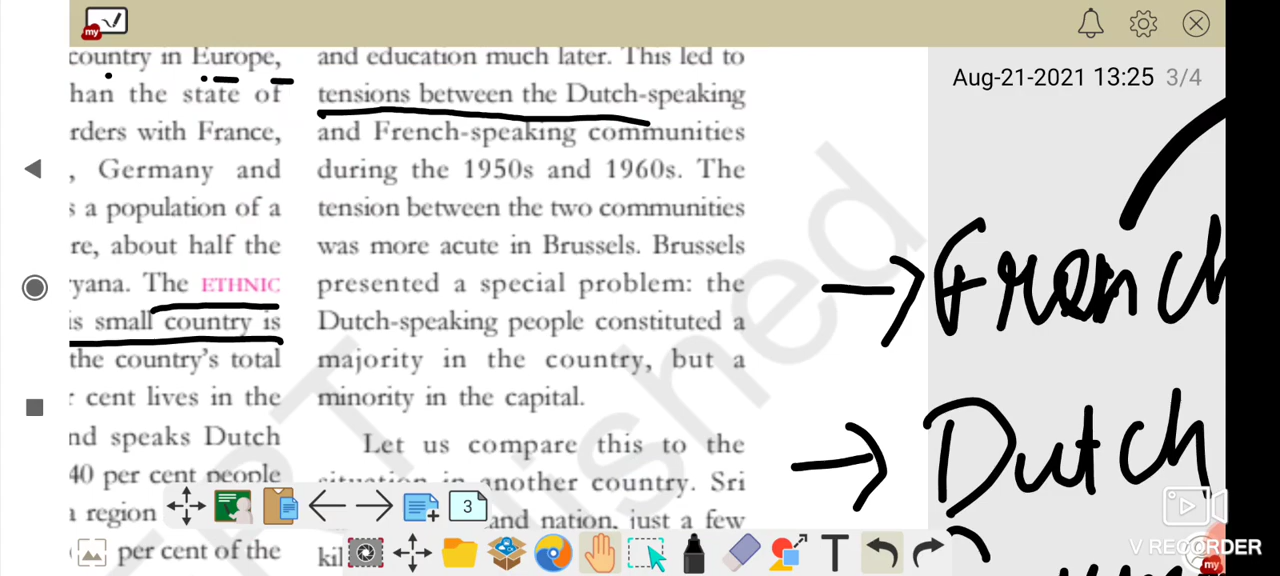 Aug-21-2021 13:25 3/4
country in Europe,
han the state of
rders with France,
, Germany and
s a population of a
re, about half the
ryana. The ETHNIC
is small country is
the country's total
r cent lives in the
nd speaks Dutch
40 per cent people
region
per cent of the
and education much later. This led to
tensions between the Dutch-speaking
and French-speaking communities
during the 1950s and 1960s. The
tension between the two communities
was more acute in Brussels. Brussels
presented a special problem: the
Dutch-speaking people constituted a
majority in the country, but a
minority in the capital.
Let us compare this to the
situation in another country. Sri
and nation, just a few
kil
→ French
→ Dutch
3
T
V RECORDER
my
my